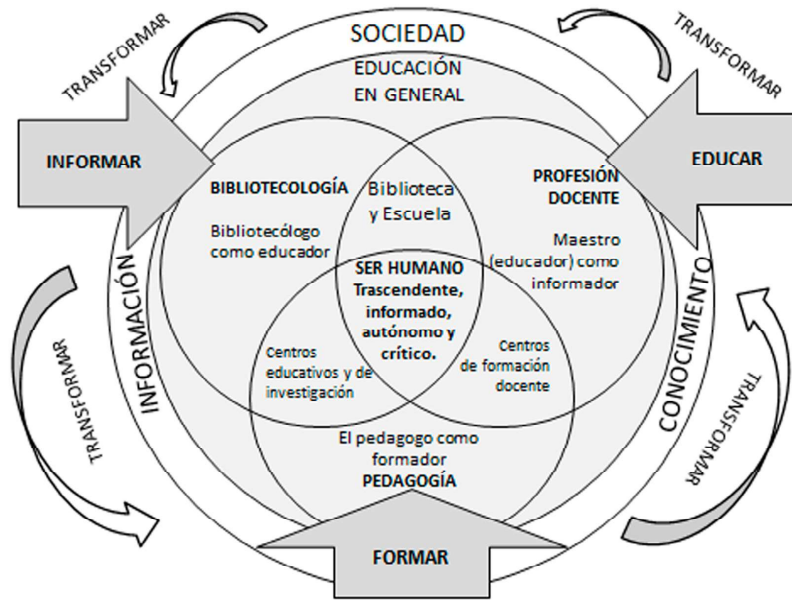 TRANSFORMAR
SOCIEDAD
TRANSFORMAR
EDUCACIÓN
EN GENERAL
INFORMAR
EDUCAR
BIBLIOTECOLOGÍA
Bibliotecólogo
como educador
Biblioteca
y Escuela
PROFESIÓN
DOCENTE
Maestro
(educador) como
informador
SER HUMANO
Trascendente,
informado,
autónomo y
crítico.
INFORMACIÓN
CONOCIMIENTO
Centros
educativos y de
investigación
Centros
de formación
docente
TRANSFORMAR
TRANSFORMAR
El pedagogo como
formador
PEDAGOGÍA
FORMAR